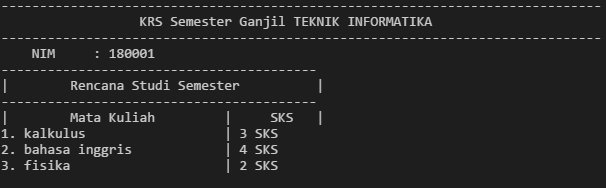 ------------------------------------------------------------------------------
KRS Semester Ganjil TEKNIK INFORMATIKA
------------------------------------------------------------------------------
NIM     : 180001
-----------------------------------------
|        Rencana Studi Semester          |
-----------------------------------------
|        Mata Kuliah         |     SKS   |
1. kalkulus                  | 3 SKS
2. bahasa inggris            | 4 SKS
3. fisika                    | 2 SKS